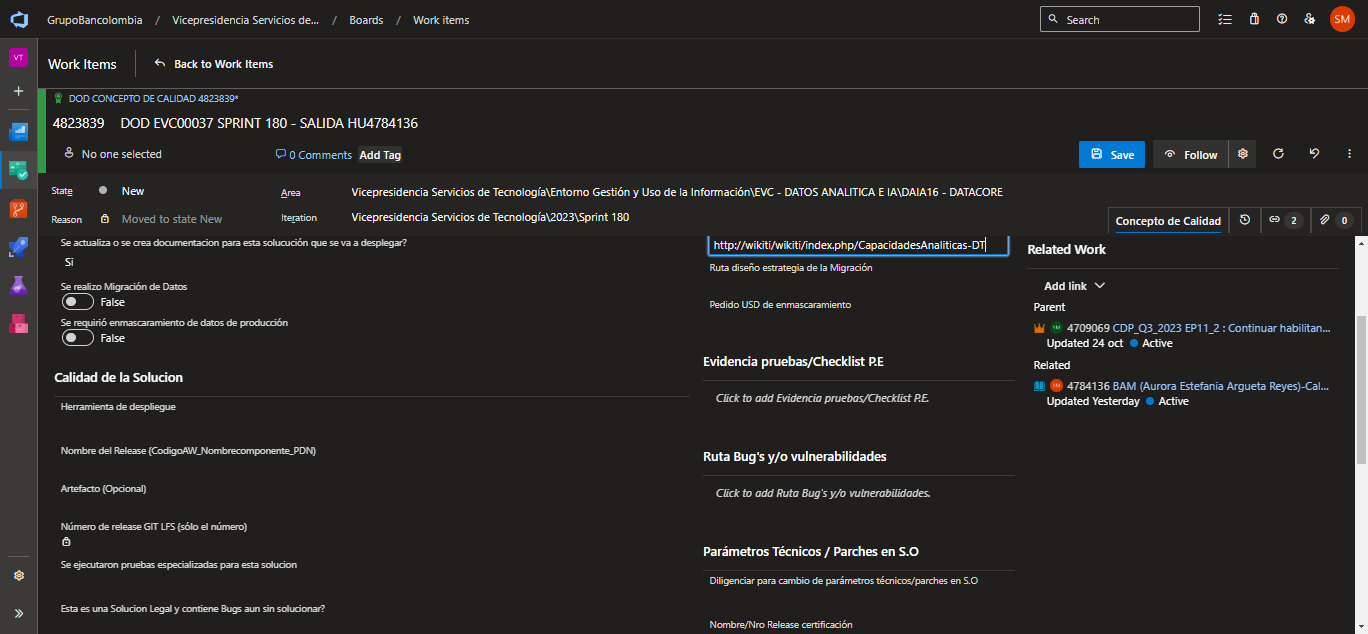 GrupoBancolombia / Vicepresidencia Servicios de... / Boards / Work items
Search
SM
VT
Work Items
Back to Work Items
DOD CONCEPTO DE CALIDAD 4823839*
4823839 DOD EVC00037 SPRINT 180 - SALIDA HU4784136
No one selected
0 Comments
Add Tag
Save
Follow
State
New
Area
Vicepresidencia Servicios de Tecnología\Entorno Gestión y Uso de la Información\EVC - DATOS ANALITICA E IA\DAIA16 - DATACORE
Reason
Moved to state New
Iteration
Vicepresidencia Servicios de Tecnología\2023\Sprint 180
Concepto de Calidad
2
0
Se actualiza o se crea documentacion para esta solucución que se va a desplegar?
Sí
Se realizo Migración de Datos
False
Se requirió enmascaramiento de datos de producción
False
Calidad de la Solucion
Herramienta de despliegue
Nombre del Release (CodigoAW_Nombrecomponente_PDN)
Artefacto (Opcional)
Número de release GIT LFS (sólo el número)
Se ejecutaron pruebas especializadas para esta solucion
Esta es una Solucion Legal y contiene Bugs aun sin solucionar?
http://wikiti/wikiti/index.php/CapacidadesAnaliticas-DT
Ruta diseño estrategia de la Migración
Pedido USD de enmascaramiento
Evidencia pruebas/Checklist P.E
Click to add Evidencia pruebas/Checklist P.E.
Ruta Bug's y/o vulnerabilidades
Click to add Ruta Bug's y/o vulnerabilidades.
Parámetros Técnicos / Parches en S.O
Diligenciar para cambio de parámetros técnicos/parches en S.O
Nombre/Nro Release certificación
Related Work
Add link
Parent
4709069 CDP_Q3_2023 EP11_2 : Continuar habilitan...
Updated 24 oct
Active
Related
SM
4784136 BAM (Aurora Estefania Argueta Reyes)-Cal...
Updated Yesterday
Active